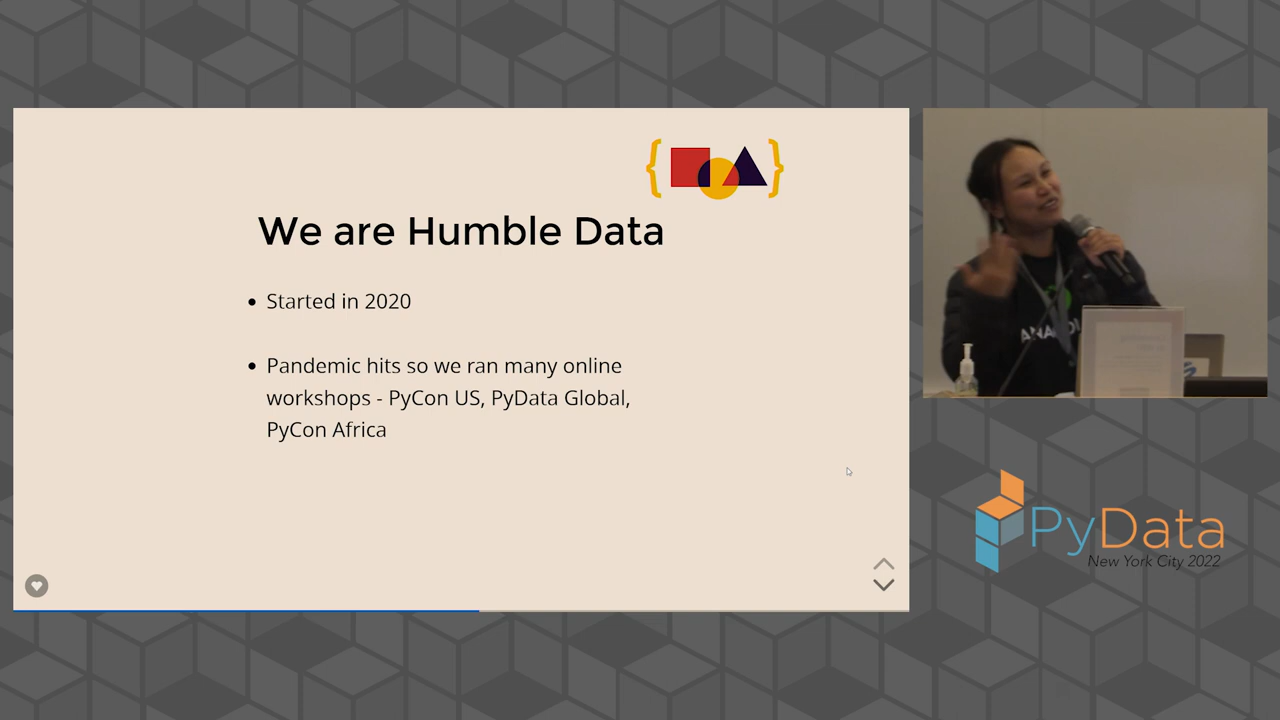 We are Humble Data
Started in 2020
Pandemic hits so we ran many online
workshops - PyCon US, PyData Global,
PyCon Africa
PyData
New York City 2022